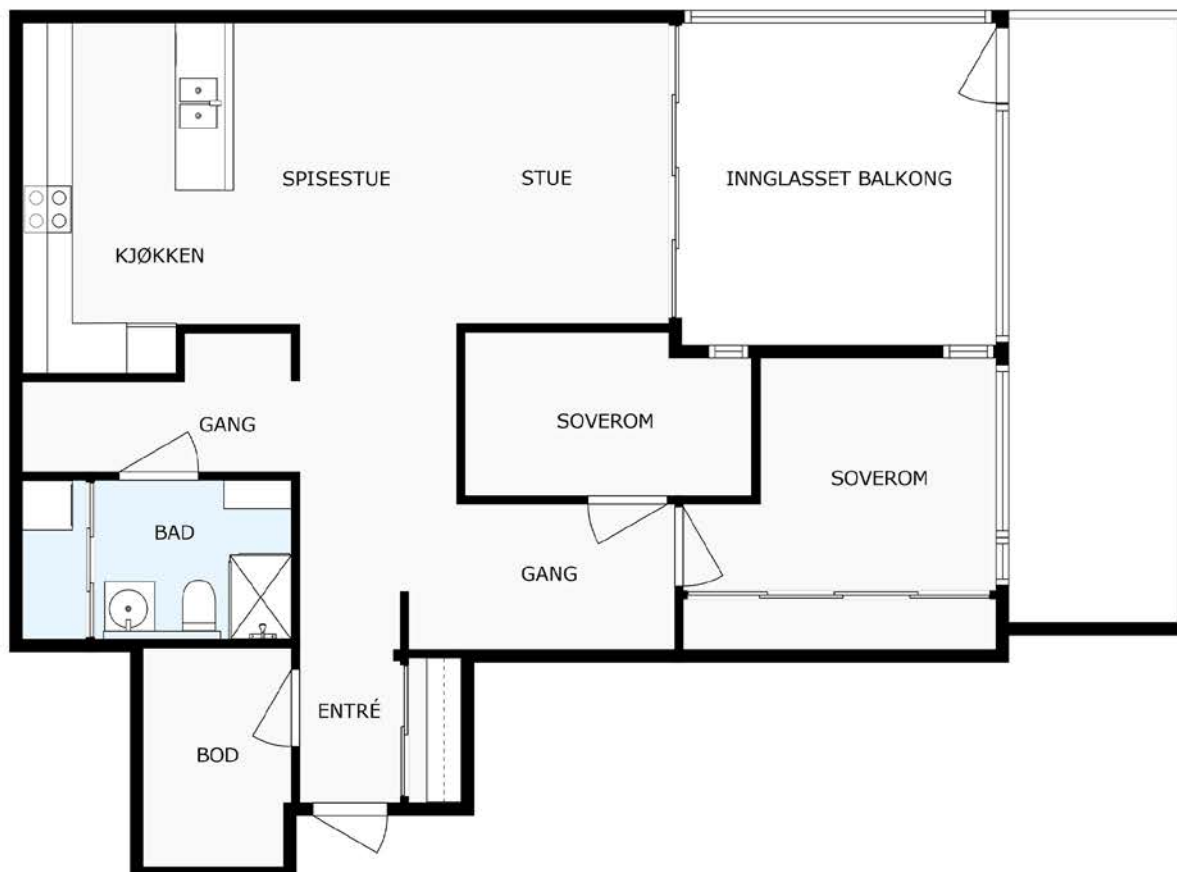 SPISESTUE
STUE
INNGLASSET BALKONG
KJØKKEN
GANG
SOVEROM
SOVEROM
BAD
GANG
ENTRÉ
BOD